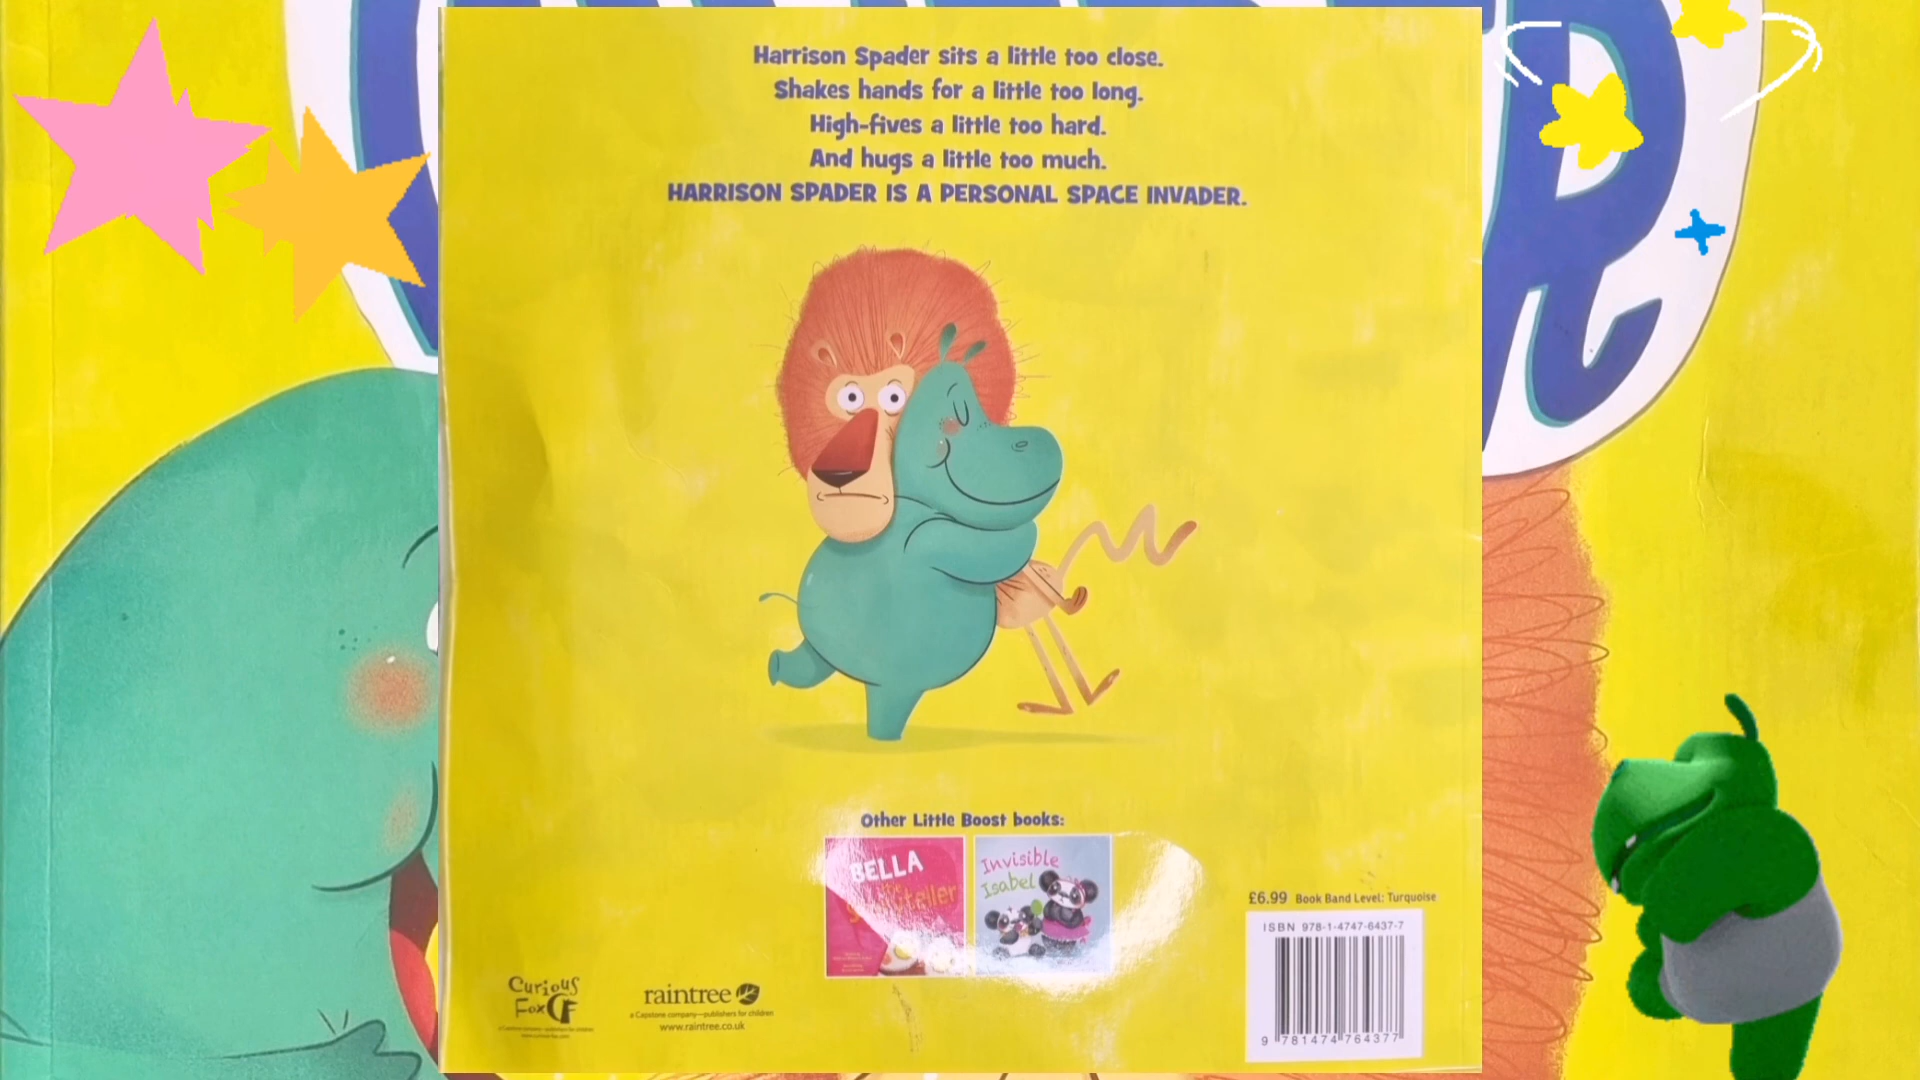 Harrison Spader sits a little too close.
Shakes hands for a little too long.
High-fives a little too hard.
And hugs a little too much.
HARRISON SPADER IS A PERSONAL SPACE INVADER.
Other Little Boost books:
BELLA
the
Storyteller
Invisible
Isabel
£6.99 Book Band Level: Turquoise
ISBN 978-1-4747-6437-7
9 781474 764377
Curious
Fox CF
raintree
a Capstone company—publishers for children
www.raintree.co.uk